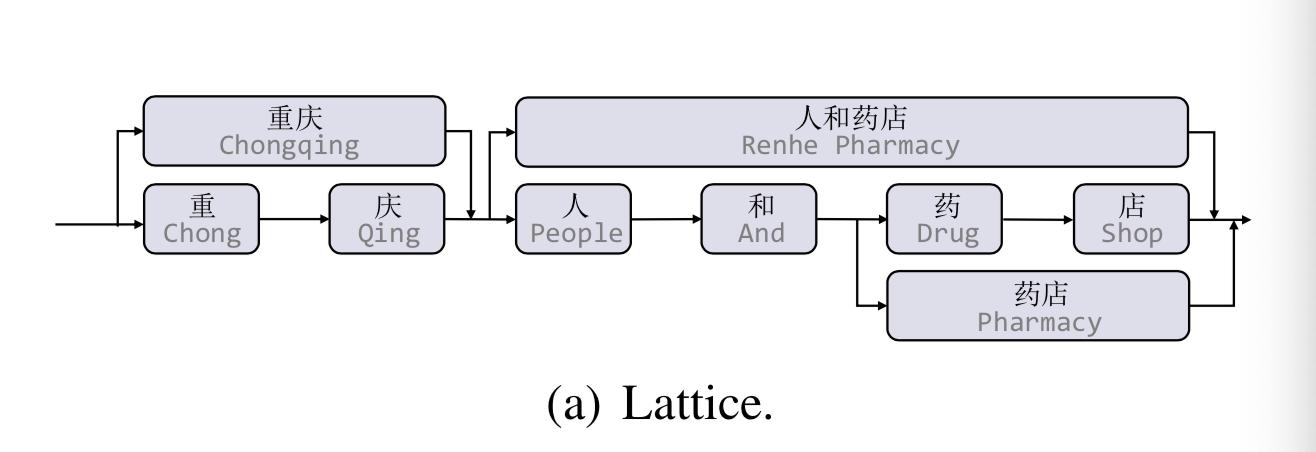 重庆
Chongqing
人和药店
Renhe Pharmacy
重
Chong
庆
Qing
人
People
和
And
药
Drug
店
Shop
药店
Pharmacy
(a) Lattice.